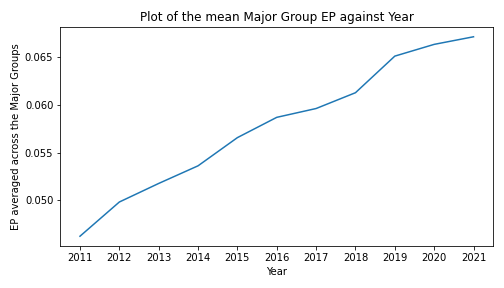 Plot of the mean Major Group EP against Year
EP averaged across the Major Groups
0.065
0.060
0.055
0.050
2011 2012 2013 2014 2015 2016 2017 2018 2019 2020 2021
Year